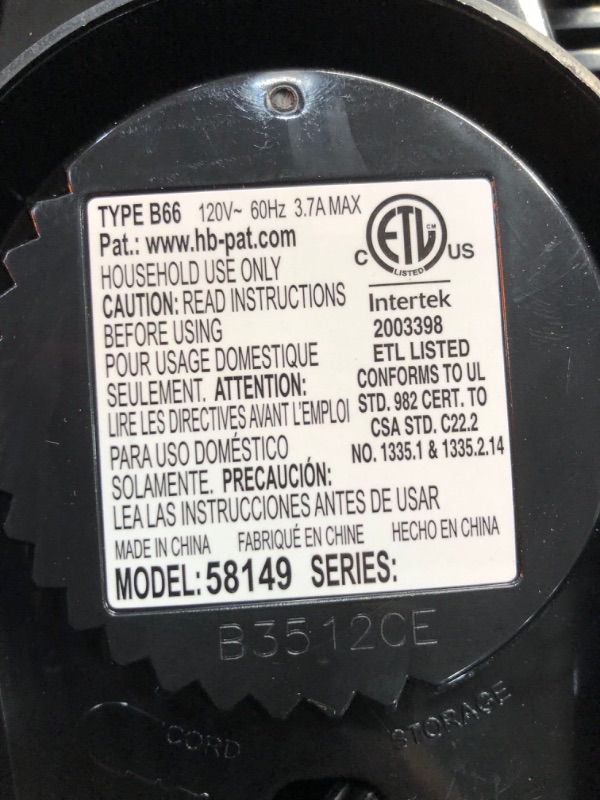 TYPE B66 120V~ 60Hz 3.7A MAX
Pat.: www.hb-pat.com
HOUSEHOLD USE ONLY
CAUTION: READ INSTRUCTIONS
BEFORE USING
POUR USAGE DOMESTIQUE
SEULEMENT. ATTENTION:
LIRE LES DIRECTIVES AVANT L'EMPLOI
PARA USO DOMÉSTICO
SOLAMENTE. PRECAUCIÓN:
LEA LAS INSTRUCCIONES ANTES DE USAR
MADE IN CHINA FABRIQUÉ EN CHINE HECHO EN CHINA
MODEL: 58149 SERIES:
ETL CM
LISTED
C US
Intertek
2003398
ETL LISTED
CONFORMS TO UL
STD. 982 CERT. TO
CSA STD. C22.2
NO. 1335.1 & 1335.2.14
B3512CE
CORD STORAGE